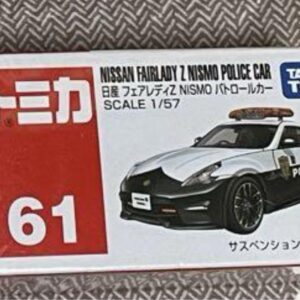 トミカ
61
NISSAN FAIRLADY Z NISMO POLICE CAR
日産 フェアレディZ NISMO パトロールカー
SCALE 1/57
サスペンション